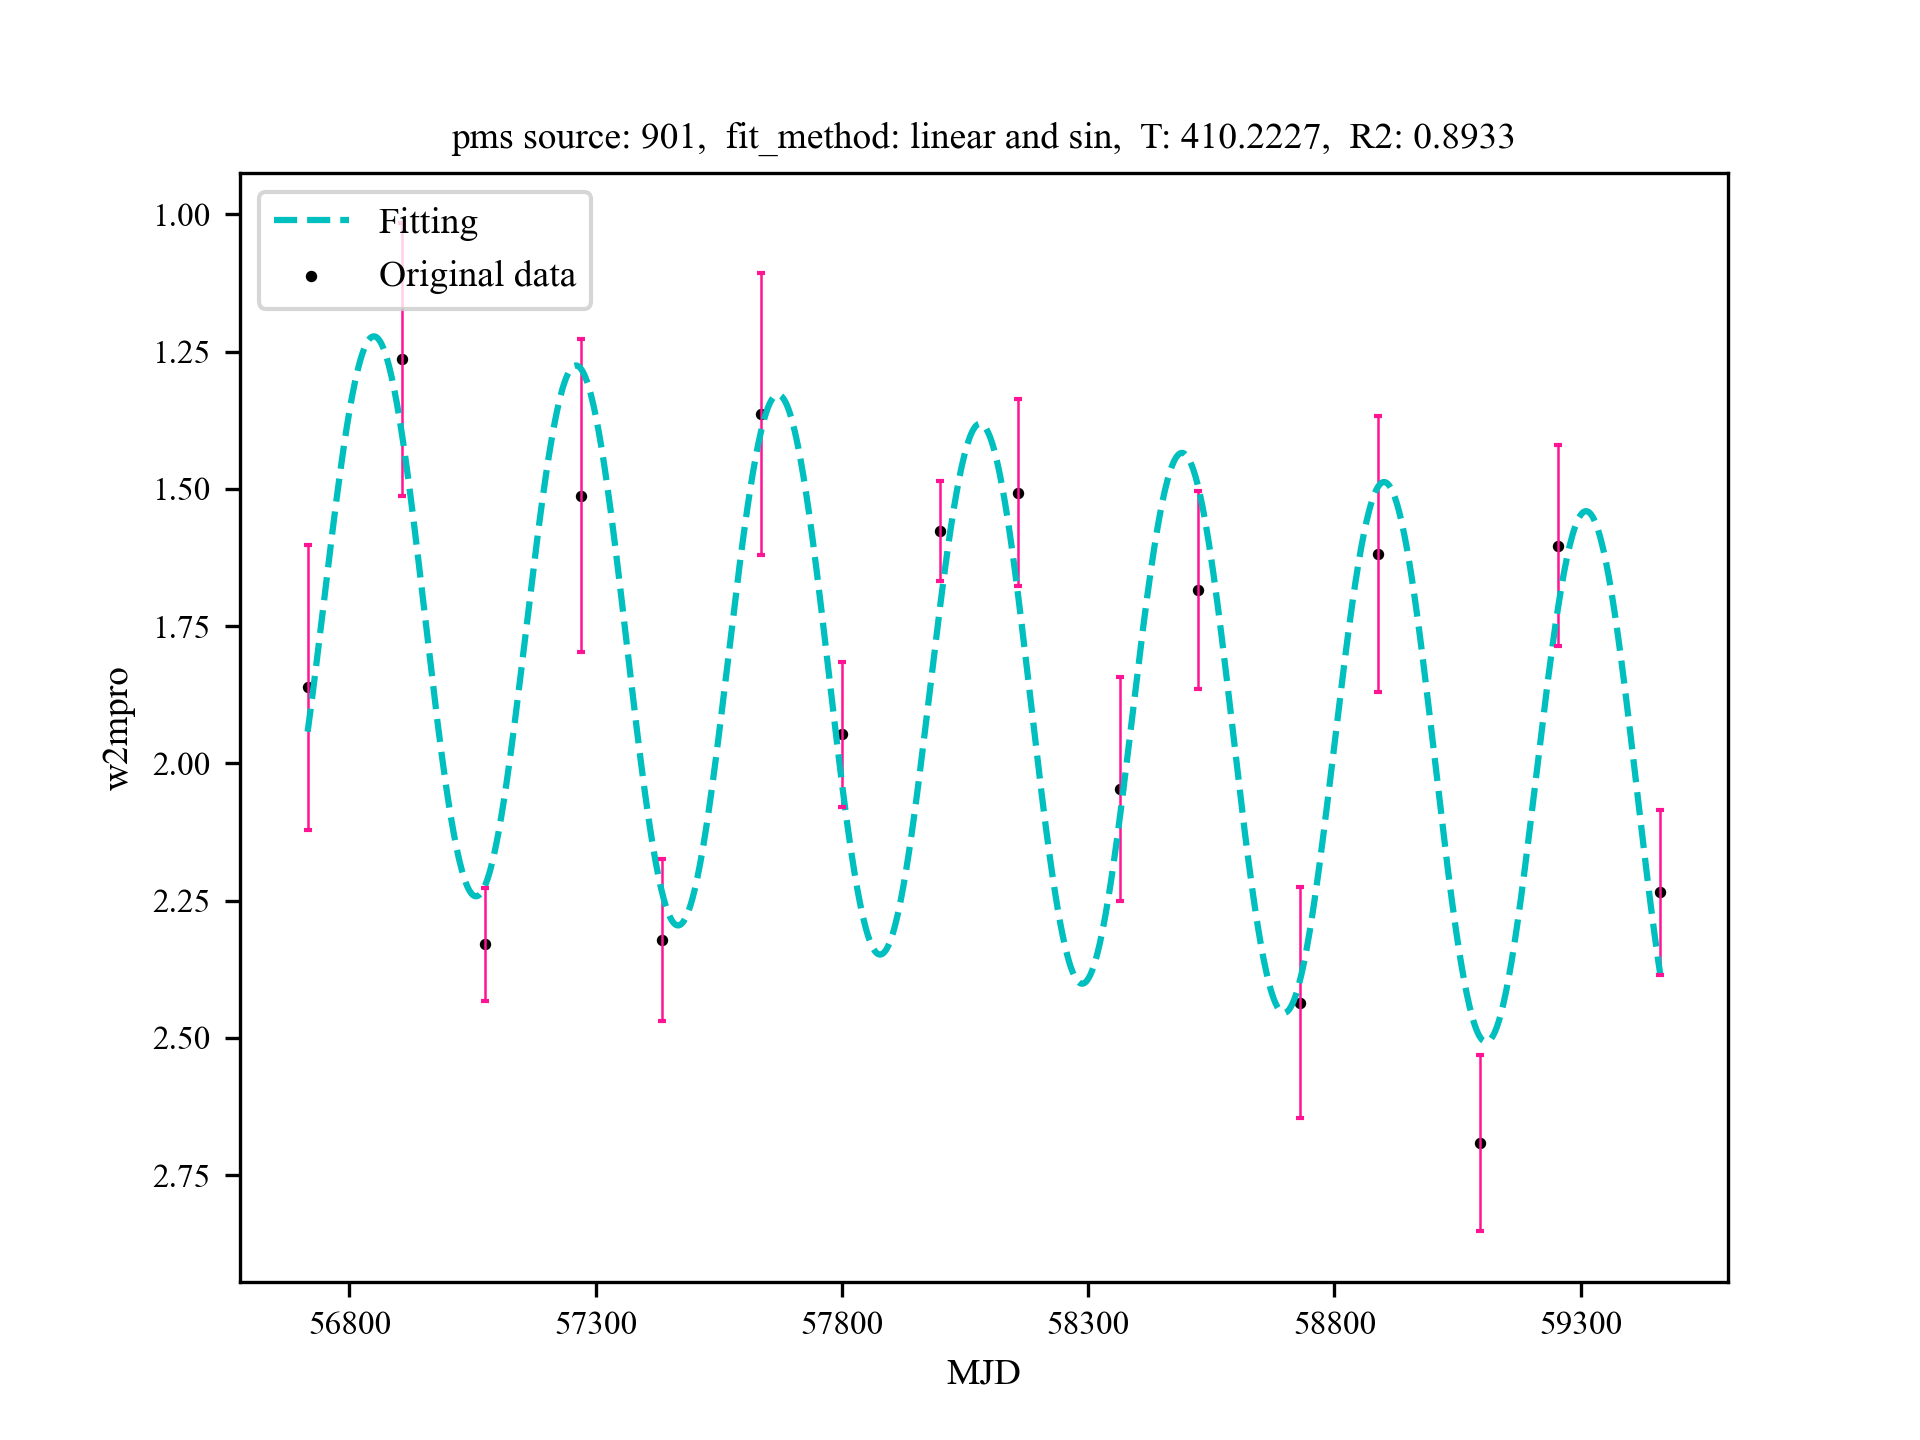 pms source: 901,  fit_method: linear and sin,  T: 410.2227,  R2: 0.8933
Fitting
Original data
1.00
1.25
1.50
1.75
2.00
2.25
2.50
2.75
w2mpro
56800
57300
57800
58300
58800
59300
MJD